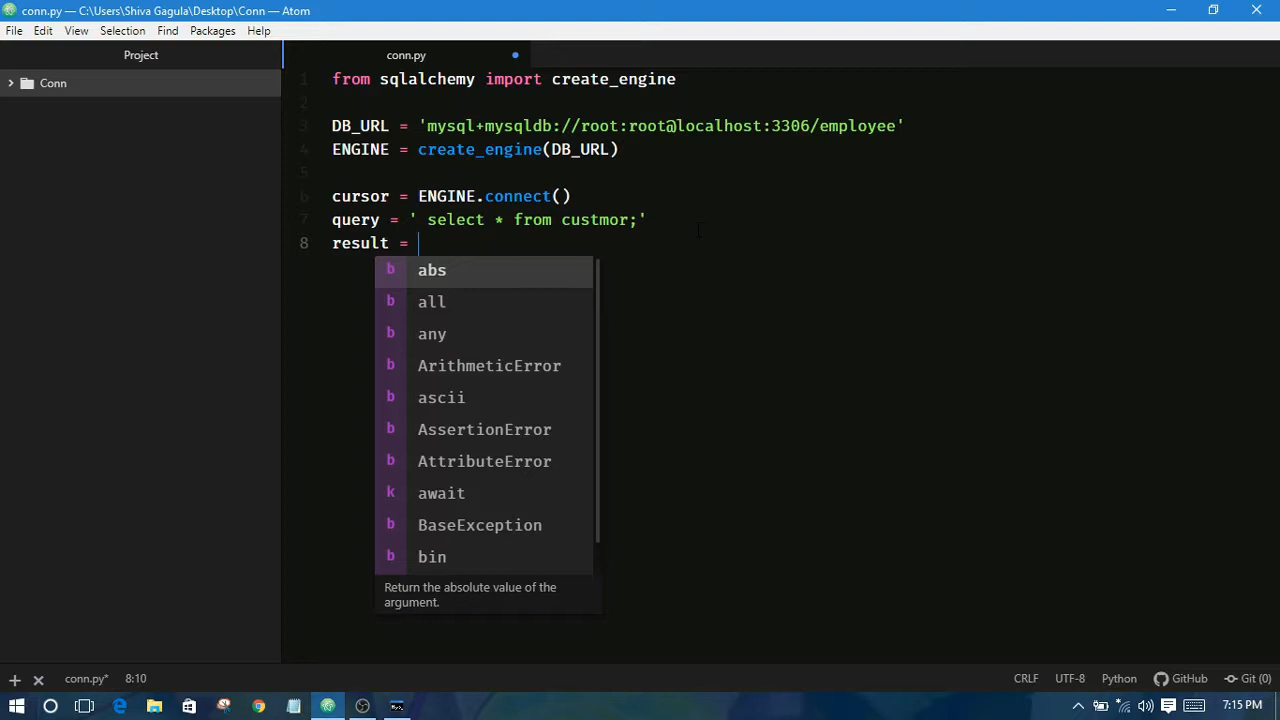 conn.py — C:\Users\Shiva Gagula\Desktop\Conn — Atom
File Edit View Selection Find Packages Help
Project
conn.py
Conn
1 from sqlalchemy import create_engine
2
3 DB_URL = 'mysql+mysqldb://root:root@localhost:3306/employee'
4 ENGINE = create_engine(DB_URL)
5
6 cursor = ENGINE.connect()
7 query = ' select * from custmor;'
8 result =
b abs
b all
b any
b ArithmeticError
b ascii
b AssertionError
b AttributeError
k await
b BaseException
b bin
Return the absolute value of the
argument.
conn.py* 8:10 CRLF UTF-8 Python GitHub Git (0)
7:15 PM